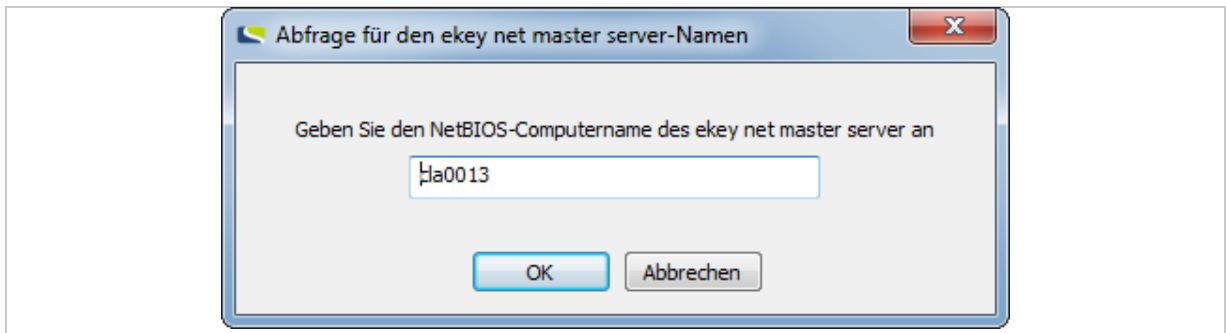 Abfrage für den ekey net master server-Namen
Geben Sie den NetBIOS-Computername des ekey net master server an
OK
Abbrechen